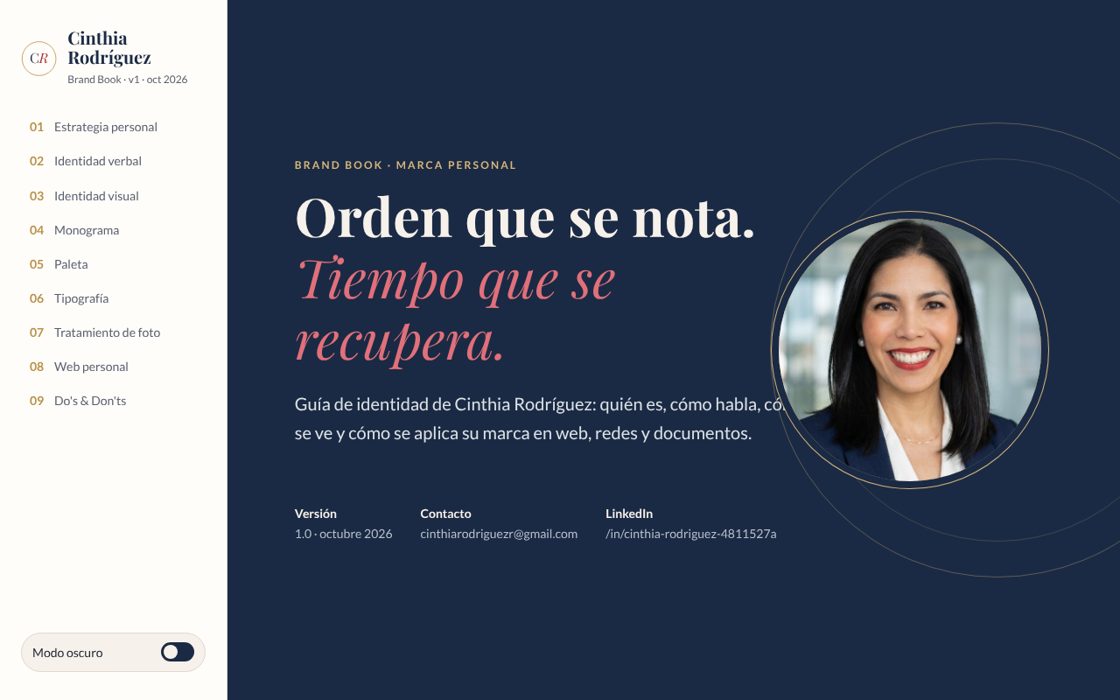 CR
Cinthia
Rodríguez
Brand Book · v1 · oct 2026
01 Estrategia personal
02 Identidad verbal
03 Identidad visual
04 Monograma
05 Paleta
06 Tipografía
07 Tratamiento de foto
08 Web personal
09 Do's & Don'ts
Modo oscuro
BRAND BOOK · MARCA PERSONAL
Orden que se nota.
Tiempo que se
recupera.
Guía de identidad de Cinthia Rodríguez: quién es, cómo habla,
se ve y cómo se aplica su marca en web, redes y documentos.
Versión
1.0 · octubre 2026
Contacto
cinthiarodriguezr@gmail.com
LinkedIn
/in/cinthia-rodriguez-4811527a